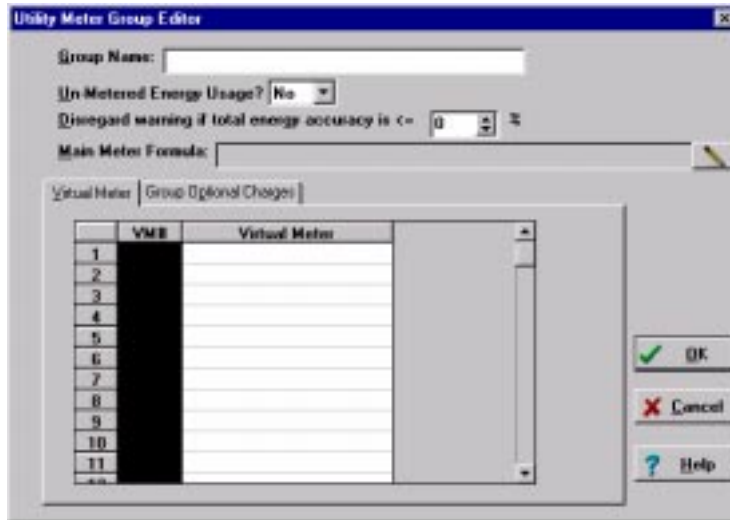 Utility Meter Group Editor
Group Name:
Un-Metered Energy Usage? No
Disregard warning if total energy accuracy is <= 0 %
Main Meter Formula:
Virtual Meter Group Optional Charges
VM# Virtual Meter
1
2
3
4
5
6
7
8
9
10
11
12
OK
Cancel
? Help